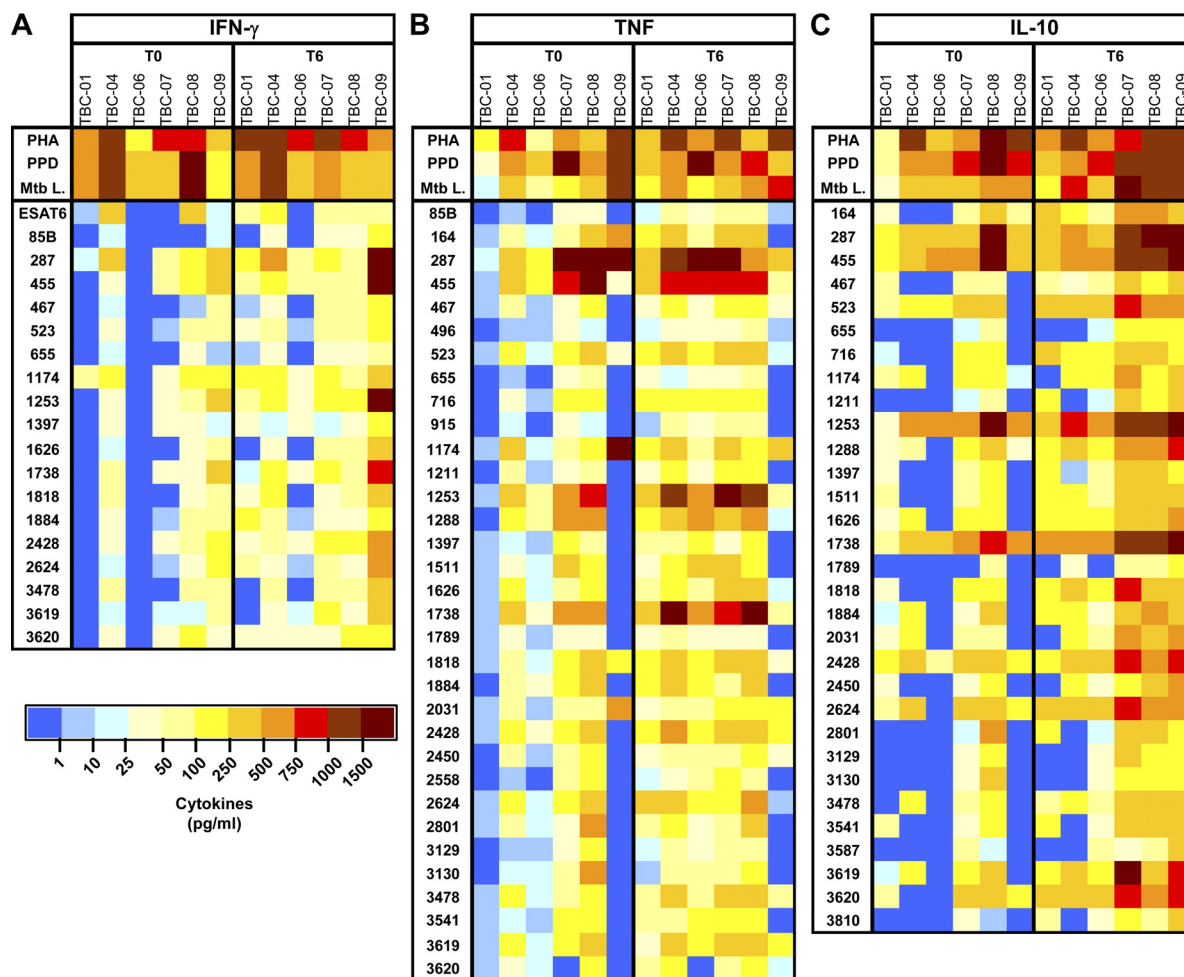 A
IFN-γ
T0 T6
TBC-01 TBC-04 TBC-06 TBC-07 TBC-08 TBC-09 TBC-01 TBC-04 TBC-06 TBC-07 TBC-08 TBC-09
PHA
PPD
Mtb L.
ESAT6
85B
287
455
467
523
655
1174
1253
1397
1626
1738
1818
1884
2428
2624
3478
3619
3620
1 10 25 50 100 250 500 750 1000 1500
Cytokines
(pg/ml)
B
TNF
T0 T6
TBC-01 TBC-04 TBC-06 TBC-07 TBC-08 TBC-09 TBC-01 TBC-04 TBC-06 TBC-07 TBC-08 TBC-09
PHA
PPD
Mtb L.
85B
164
287
455
467
496
523
655
716
915
1174
1211
1253
1288
1397
1511
1626
1738
1789
1818
1884
2031
2428
2450
2558
2624
2801
3129
3130
3478
3541
3619
3620
C
IL-10
T0 T6
TBC-01 TBC-04 TBC-06 TBC-07 TBC-08 TBC-09 TBC-01 TBC-04 TBC-06 TBC-07 TBC-08 TBC-09
PHA
PPD
Mtb L.
164
287
455
467
523
655
716
1174
1211
1253
1288
1397
1511
1626
1738
1789
1818
1884
2031
2428
2450
2624
2801
3129
3130
3478
3541
3587
3619
3620
3810